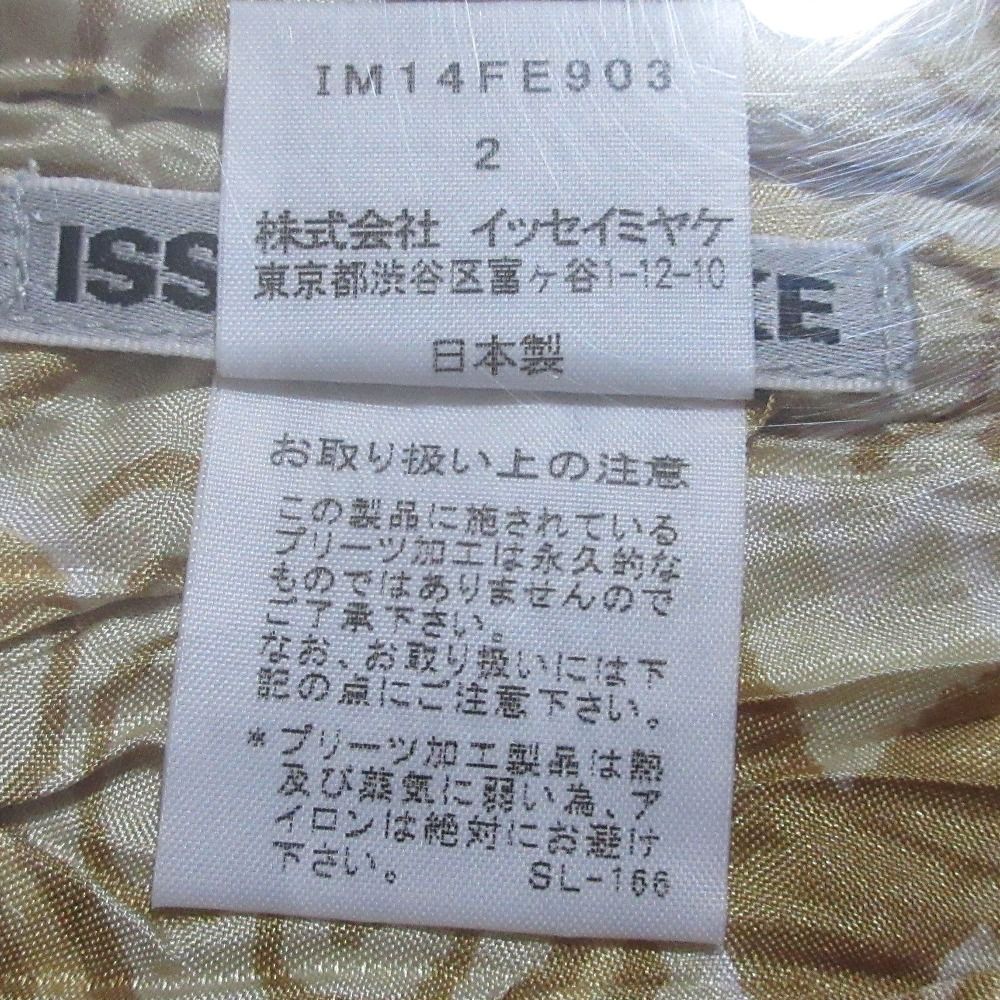 IM14FE903
2
株式会社 イッセイミヤケ
東京都渋谷区富ヶ谷1-12-10
ISS
KE
日本製
お取り扱い上の注意
この製品に施されている
プリーツ加工は永久的な
ものではありませんので
ご了承下さい。
なお、お取り扱いには下
記の点にご注意下さい。
*プリーツ加工製品は熱
及び蒸気に弱い為、ア
イロンは絶対にお避け
下さい。 SL-166